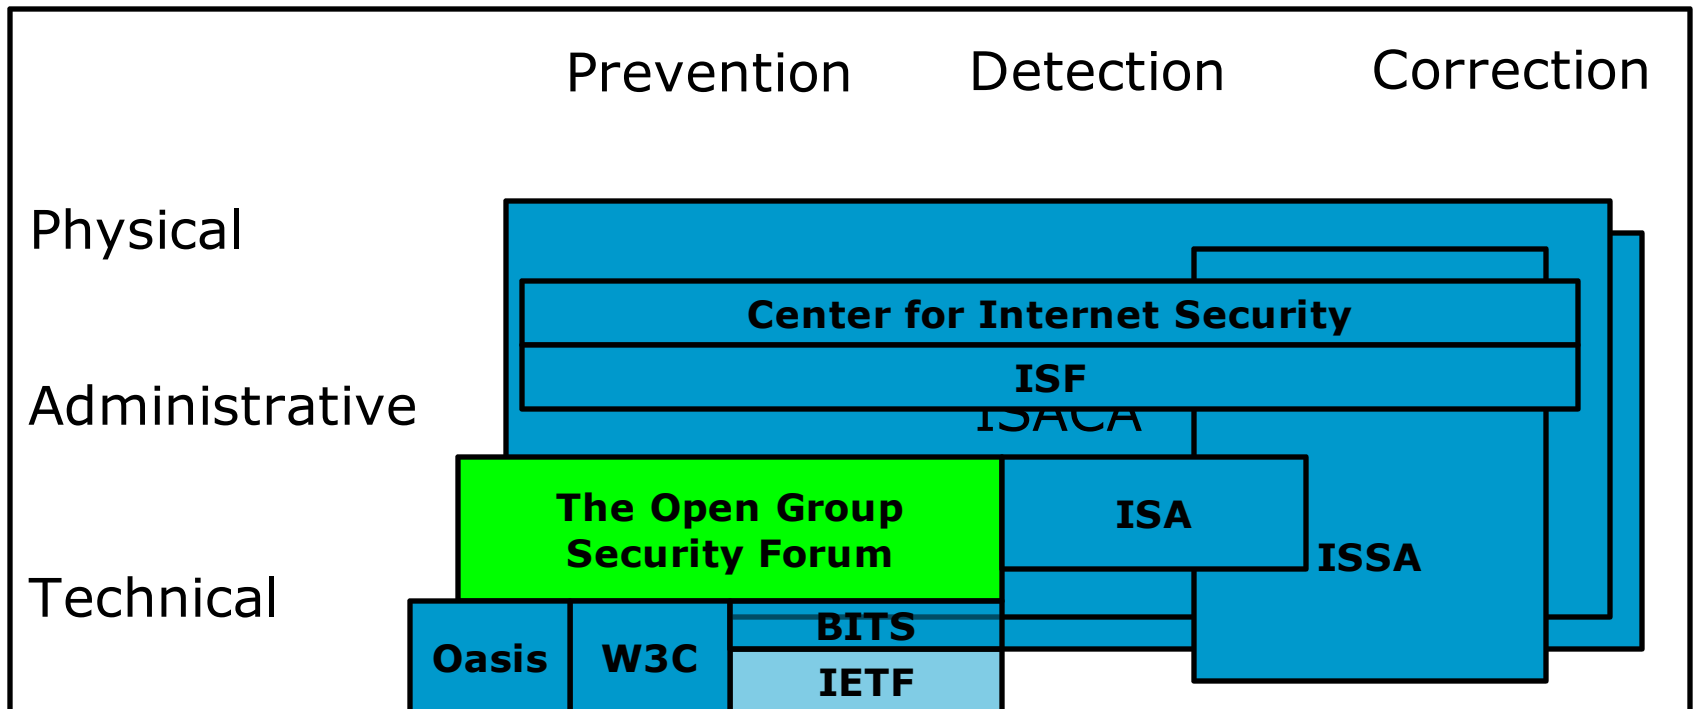 Prevention Detection Correction
Physical
Center for Internet Security
ISF
Administrative
ISACA
The Open Group
Security Forum
ISA
ISSA
Technical
BITS
Oasis
W3C
IETF